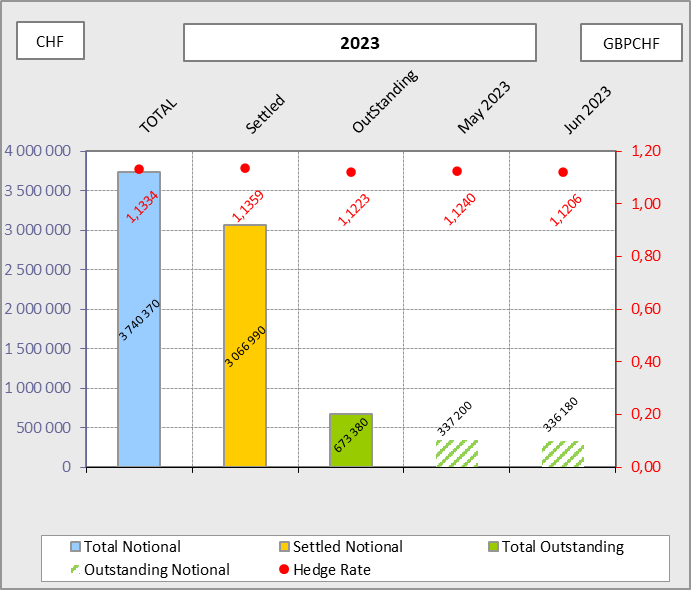 CHF
2023
GBPCHF
TOTAL
Settled
OutStanding
May 2023
Jun 2023
4 000 000
3 500 000
3 000 000
2 500 000
2 000 000
1 500 000
1 000 000
500 000
0
1,1334
1,1359
1,1223
1,1240
1,1206
3 740 370
3 066 990
673 380
337 200
336 180
1,20
1,00
0,80
0,60
0,40
0,20
0,00
Total Notional
Settled Notional
Total Outstanding
Outstanding Notional
Hedge Rate